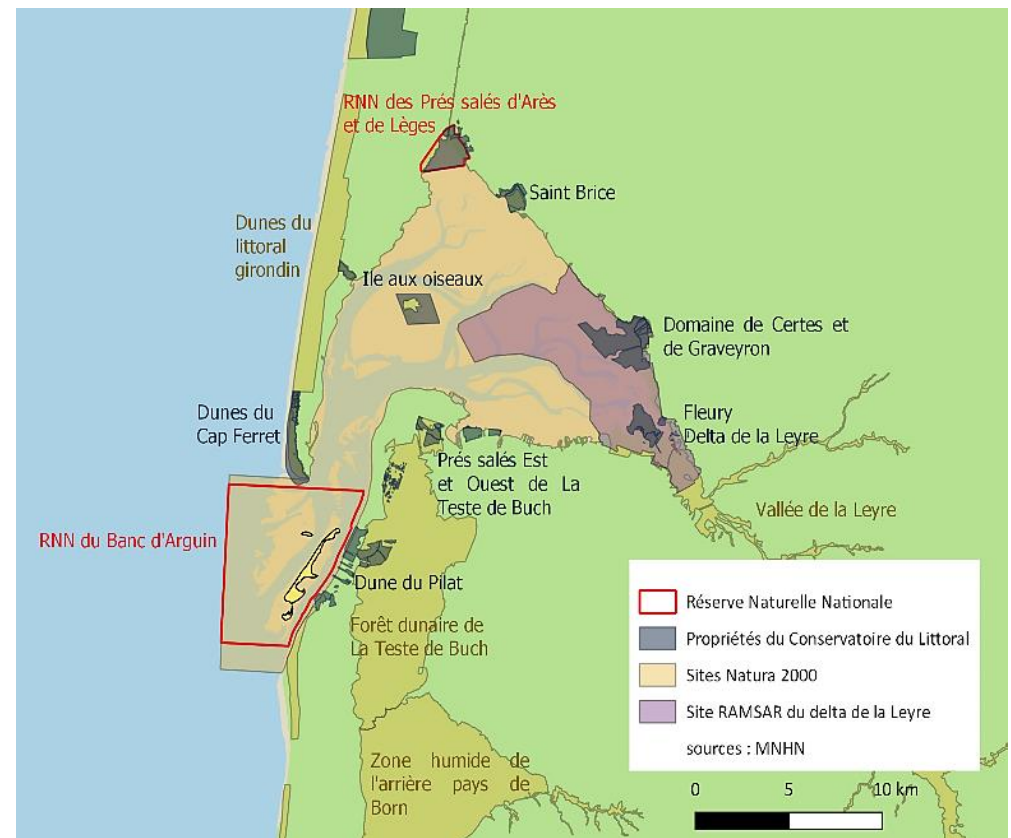 RNN des Prés salés d'Arès
et de Lèges
Saint Brice
Dunes du
littoral
girondin
Ile aux oiseaux
Domaine de Certes et
de Graveyron
Dunes du
Cap Ferret
Fleury
Delta de la Leyre
Prés salés Est
et Ouest de La
Teste de Buch
Vallée de la Leyre
RNN du Banc d'Arguin
Dune du Pilat
Forêt dunaire de
La Teste de Buch
Zone humide de
l'arrière pays de
Born
Réserve Naturelle Nationale
Propriétés du Conservatoire du Littoral
Sites Natura 2000
Site RAMSAR du delta de la Leyre
sources : MNHN
0 5 10 km